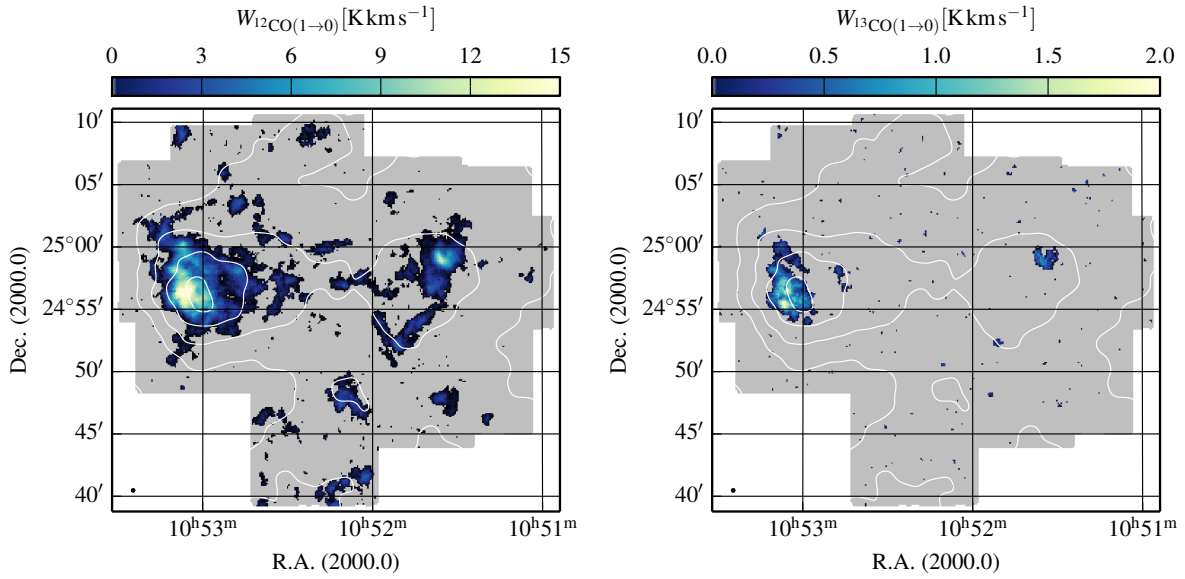 W₁₂CO(1→0)[K km s⁻¹]
0 3 6 9 12 15
10′
05′
25°00′
24°55′
50′
45′
40′
Dec. (2000.0)
10ʰ53ᵐ 10ʰ52ᵐ 10ʰ51ᵐ
R.A. (2000.0)
W₁₃CO(1→0)[K km s⁻¹]
0.0 0.5 1.0 1.5 2.0
10′
05′
25°00′
24°55′
50′
45′
40′
Dec. (2000.0)
10ʰ53ᵐ 10ʰ52ᵐ 10ʰ51ᵐ
R.A. (2000.0)